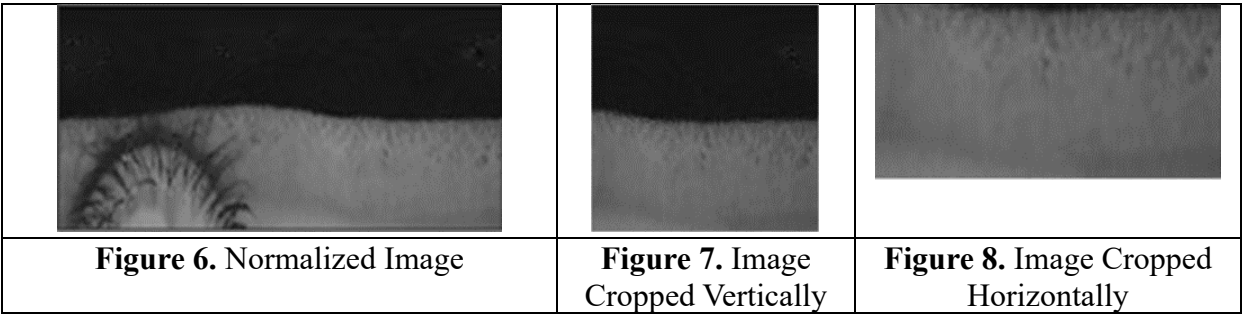 Figure 6. Normalized Image
Figure 7. Image
Cropped Vertically
Figure 8. Image Cropped
Horizontally